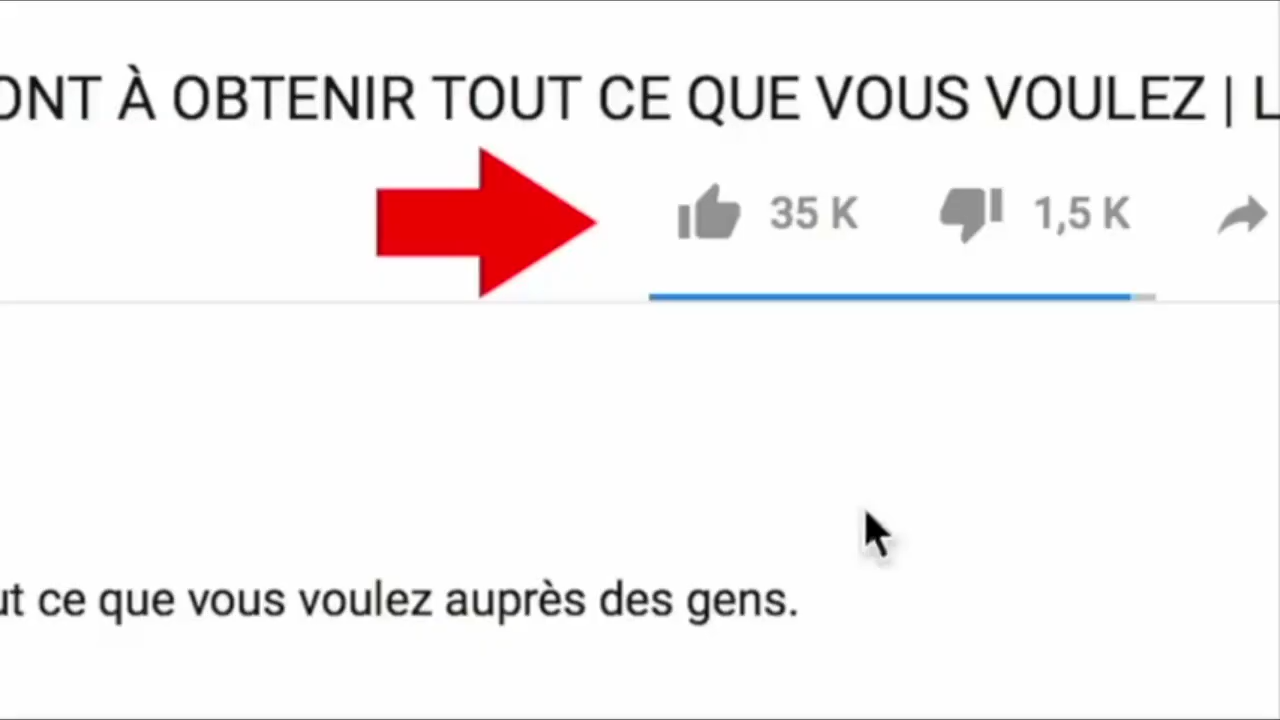 ONT À OBTENIR TOUT CE QUE VOUS VOULEZ | L
35 K 1,5 K
ut ce que vous voulez auprès des gens.